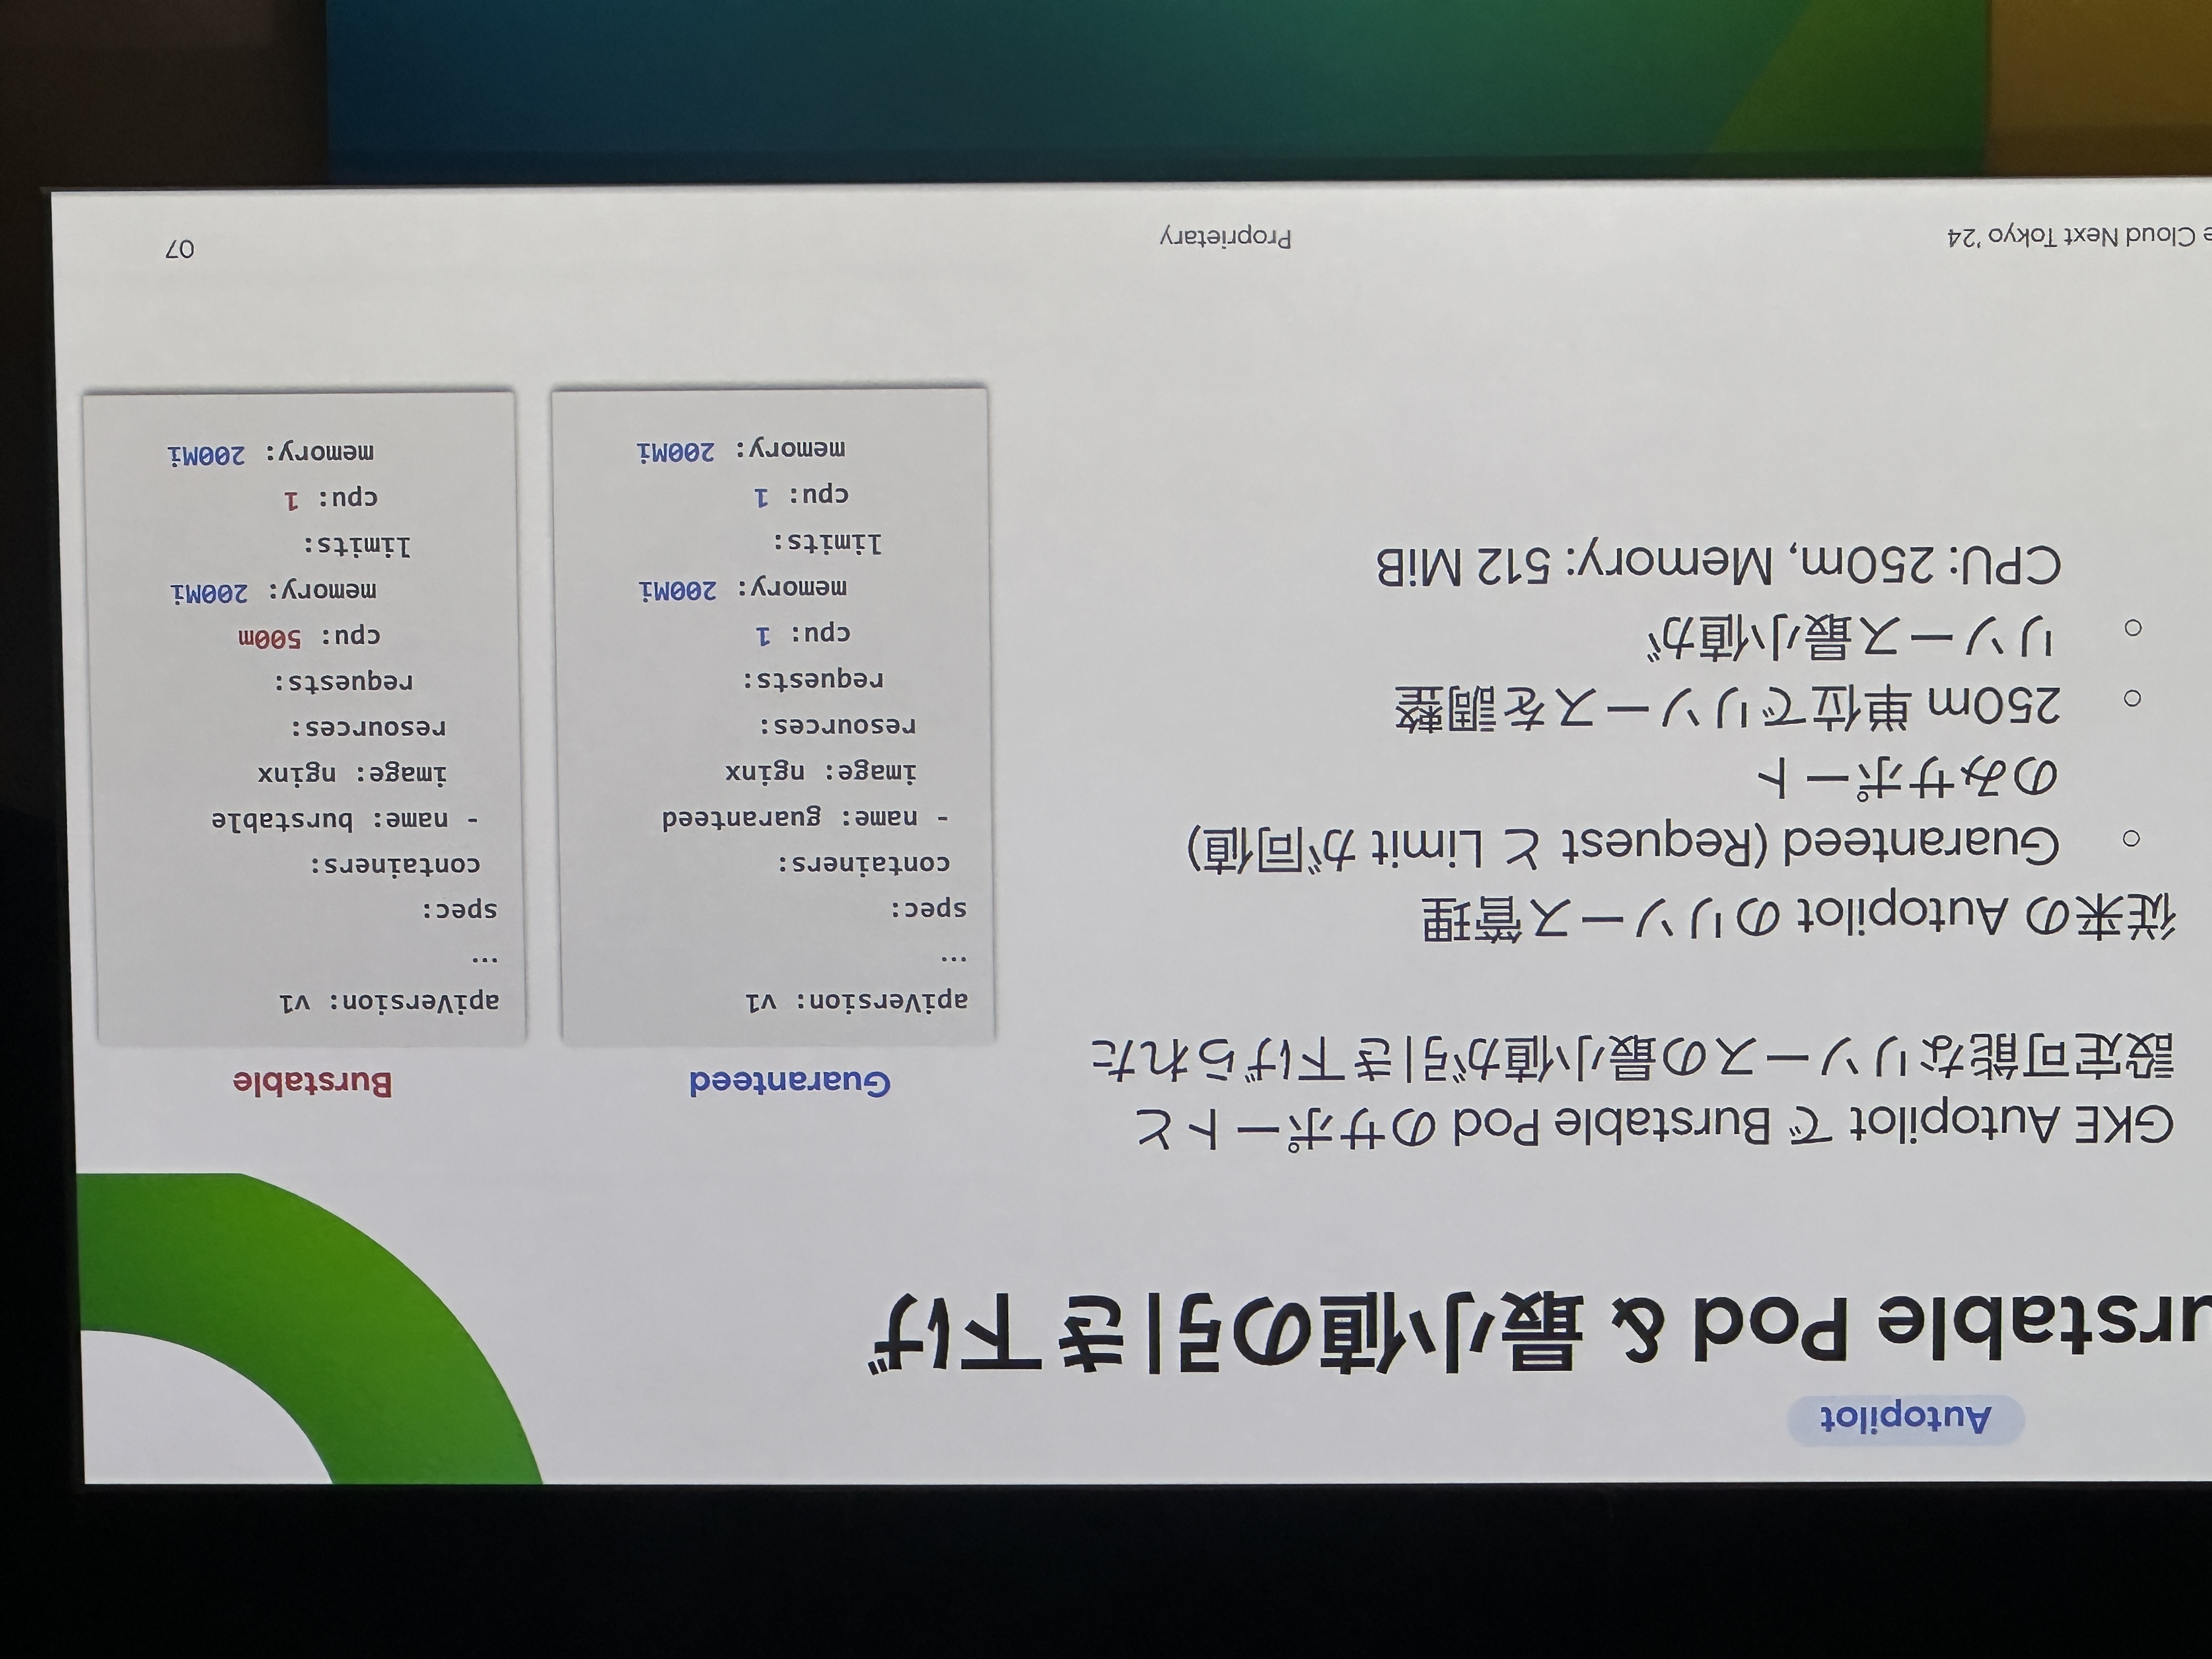 Autopilot
urstable Pod & 最小値の引き下げ
GKE Autopilot で Burstable Pod のサポートと
設定可能なリソースの最小値が引き下げられた
従来の Autopilot のリソース管理
○ Guaranteed (Request と Limit が同値)
のみサポート
○ 250m 単位でリソースを調整
○ リソース最小値が
CPU: 250m, Memory: 512 MiB
Guaranteed
apiVersion: v1
…
spec:
containers:
- name: guaranteed
image: nginx
resources:
requests:
cpu: 1
memory: 200Mi
limits:
cpu: 1
memory: 200Mi
Burstable
apiVersion: v1
…
spec:
containers:
- name: burstable
image: nginx
resources:
requests:
cpu: 500m
memory: 200Mi
limits:
cpu: 1
memory: 200Mi
e Cloud Next Tokyo ’24
Proprietary
07